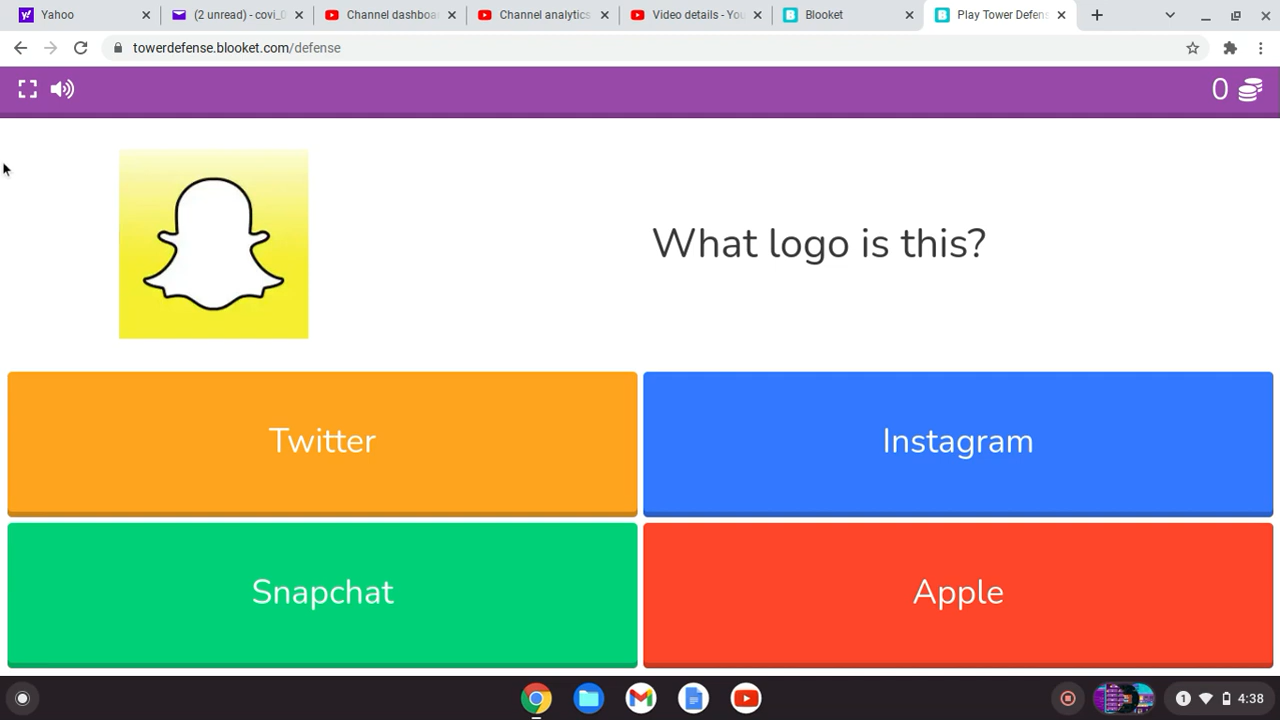 Yahoo
(2 unread) - covi_0
Channel dashboa
Channel analytics
Video details - You
Blooket
Play Tower Defens
towerdefense.blooket.com/defense
0
What logo is this?
Twitter
Instagram
Snapchat
Apple
1
4:38